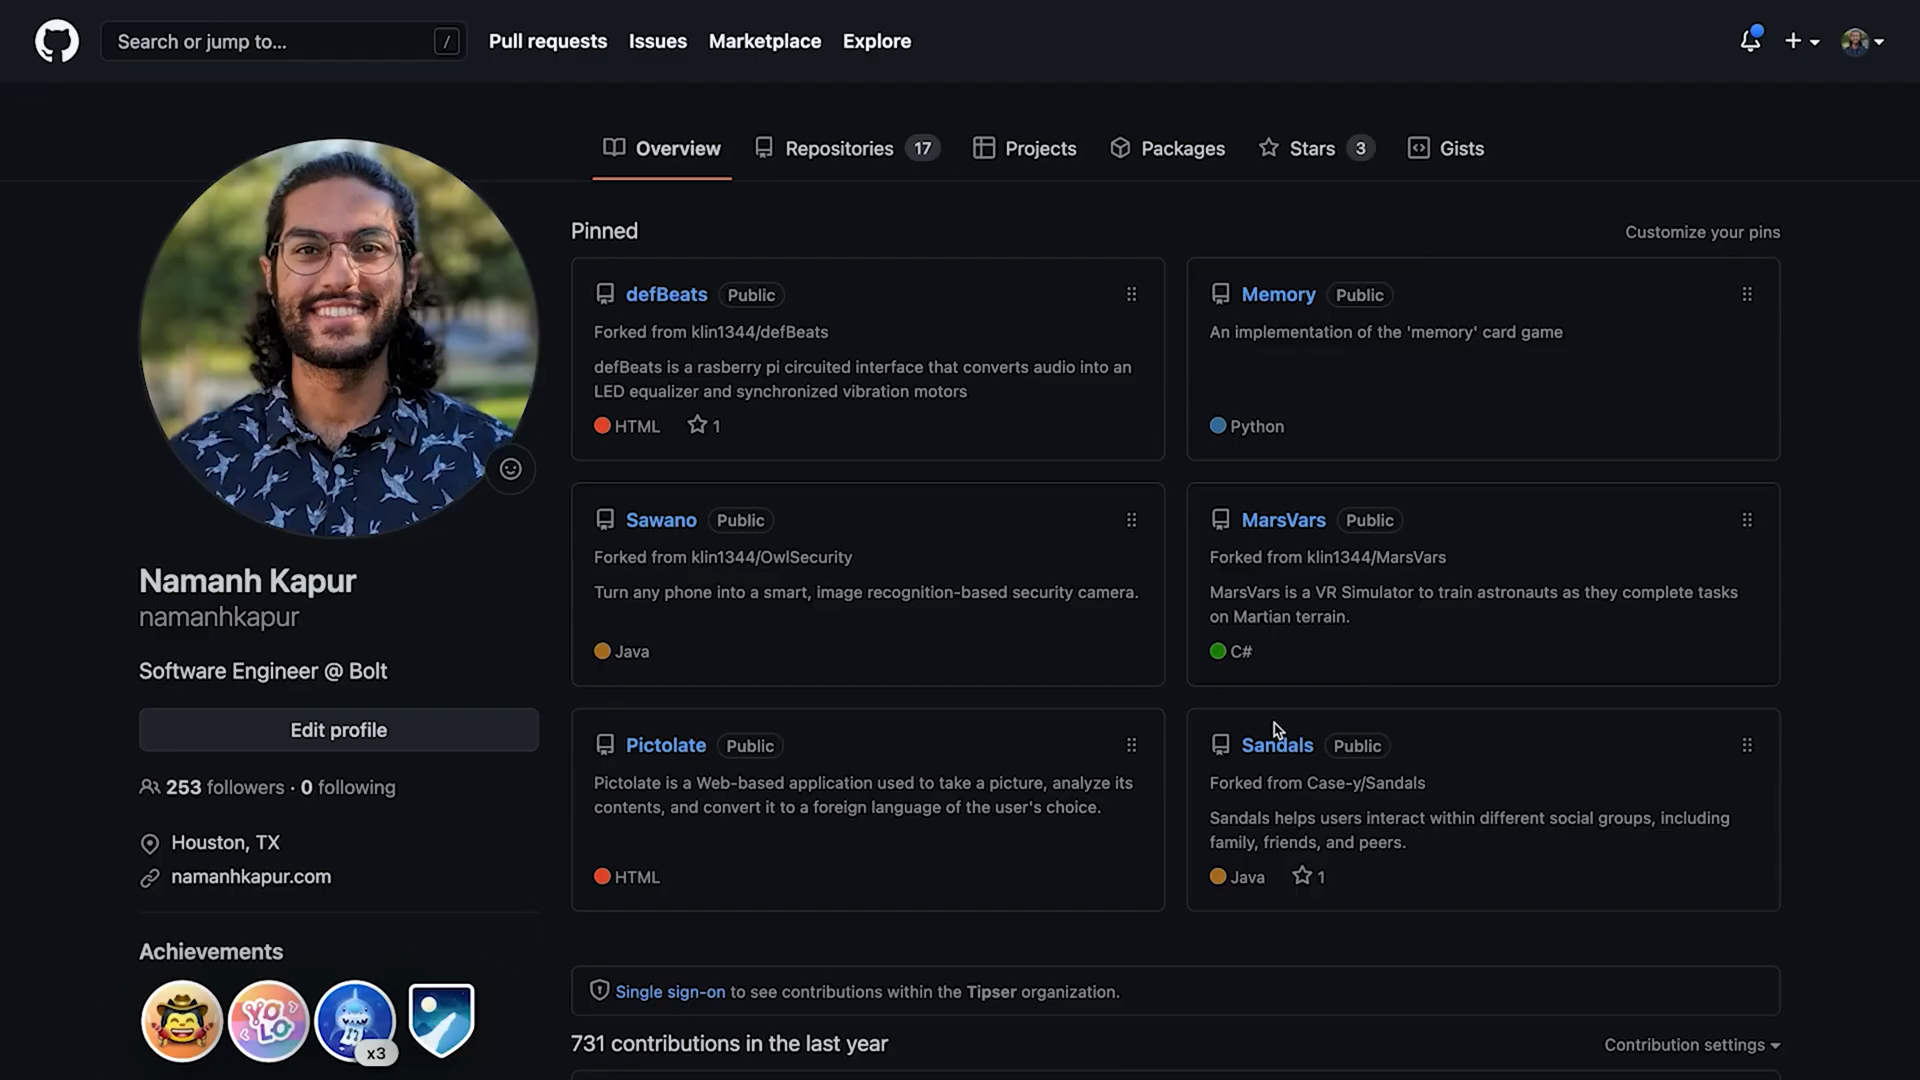 Search or jump to...
/
Pull requests
Issues
Marketplace
Explore
Overview
Repositories 17
Projects
Packages
Stars 3
Gists
Namanh Kapur
namanhkapur
Software Engineer @ Bolt
Edit profile
253 followers · 0 following
Houston, TX
namanhkapur.com
Achievements
YOLO
x3
Pinned
Customize your pins
defBeats Public
Forked from klin1344/defBeats
defBeats is a rasberry pi circuited interface that converts audio into an
LED equalizer and synchronized vibration motors
HTML 1
Memory Public
An implementation of the 'memory' card game
Python
Sawano Public
Forked from klin1344/OwlSecurity
Turn any phone into a smart, image recognition-based security camera.
Java
MarsVars Public
Forked from klin1344/MarsVars
MarsVars is a VR Simulator to train astronauts as they complete tasks
on Martian terrain.
C#
Pictolate Public
Pictolate is a Web-based application used to take a picture, analyze its
contents, and convert it to a foreign language of the user's choice.
HTML
Sandals Public
Forked from Case-y/Sandals
Sandals helps users interact within different social groups, including
family, friends, and peers.
Java 1
Single sign-on to see contributions within the Tipser organization.
731 contributions in the last year
Contribution settings